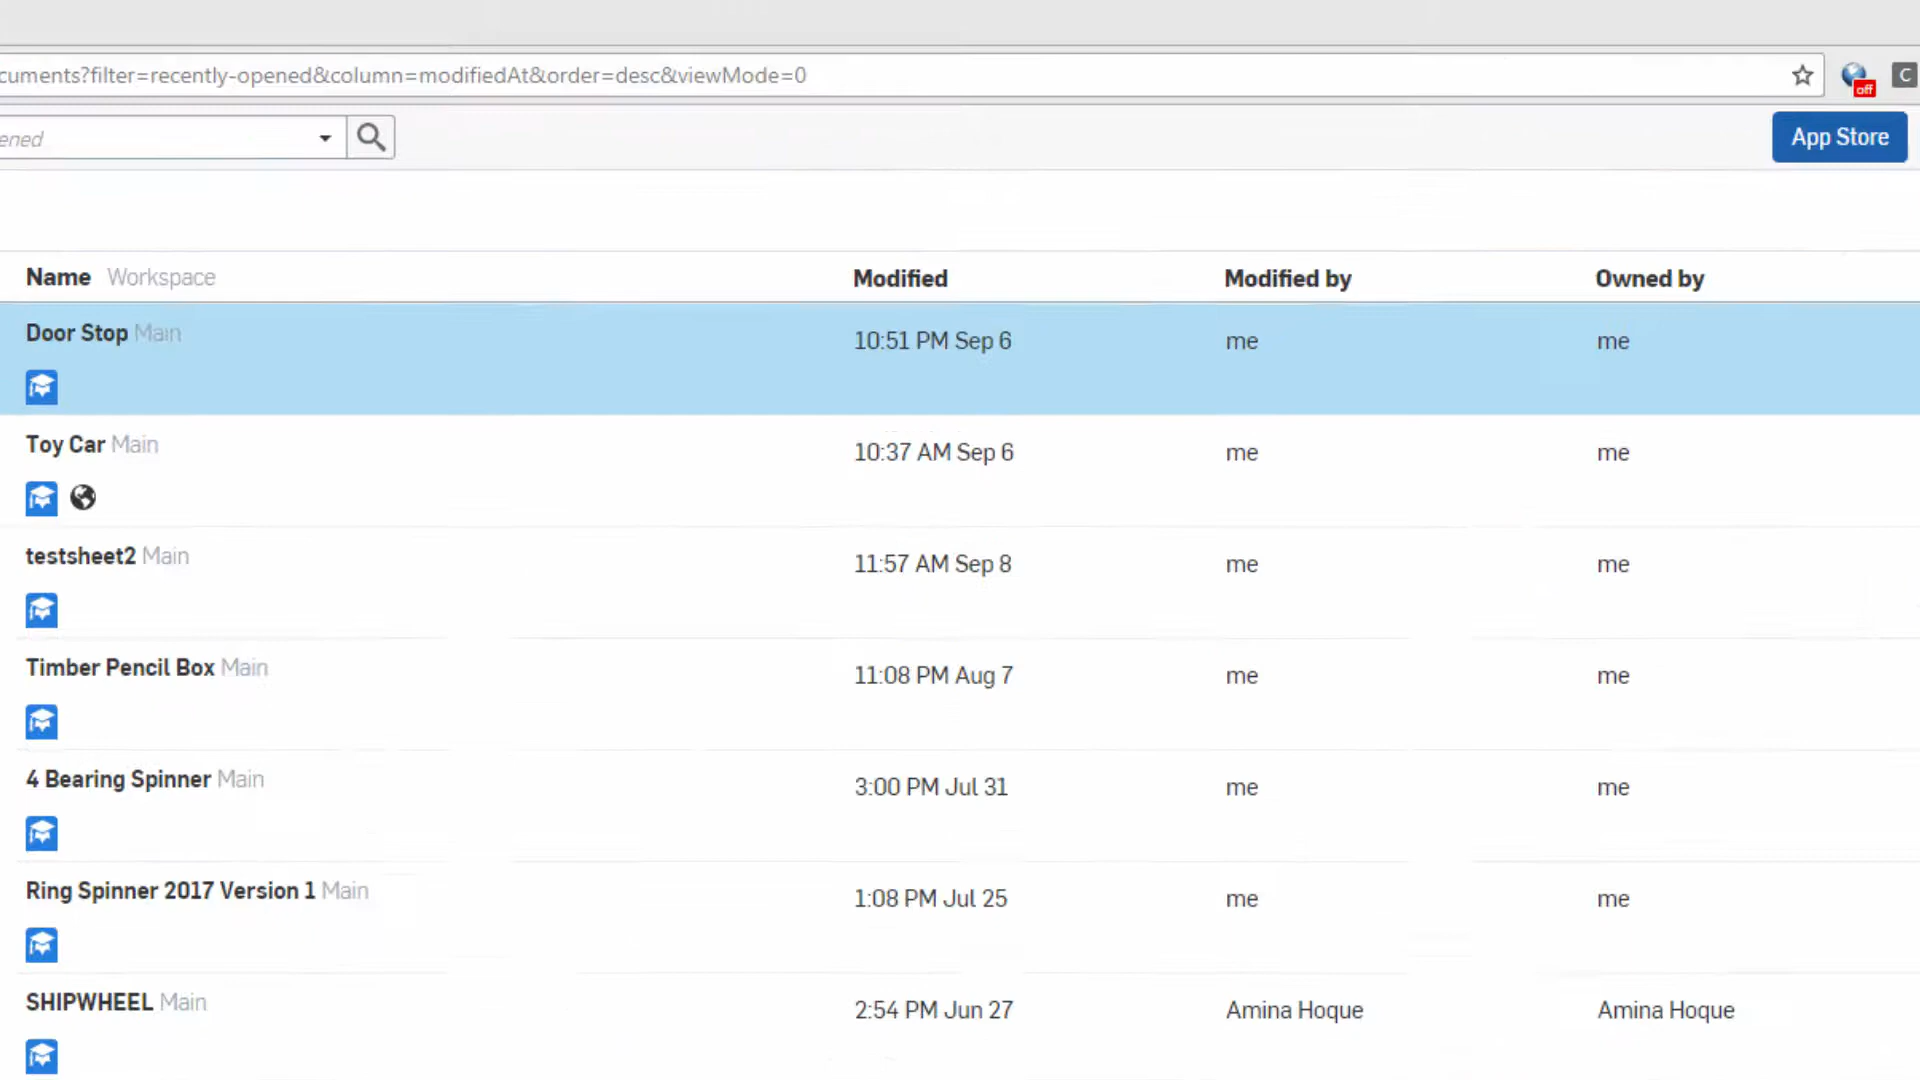 cuments?filter=recently-opened&column=modifiedAt&order=desc&viewMode=0
off
C
ened
App Store
Name Workspace Modified Modified by Owned by
Door Stop Main 10:51 PM Sep 6 me me
Toy Car Main 10:37 AM Sep 6 me me
testsheet2 Main 11:57 AM Sep 8 me me
Timber Pencil Box Main 11:08 PM Aug 7 me me
4 Bearing Spinner Main 3:00 PM Jul 31 me me
Ring Spinner 2017 Version 1 Main 1:08 PM Jul 25 me me
SHIPWHEEL Main 2:54 PM Jun 27 Amina Hoque Amina Hoque